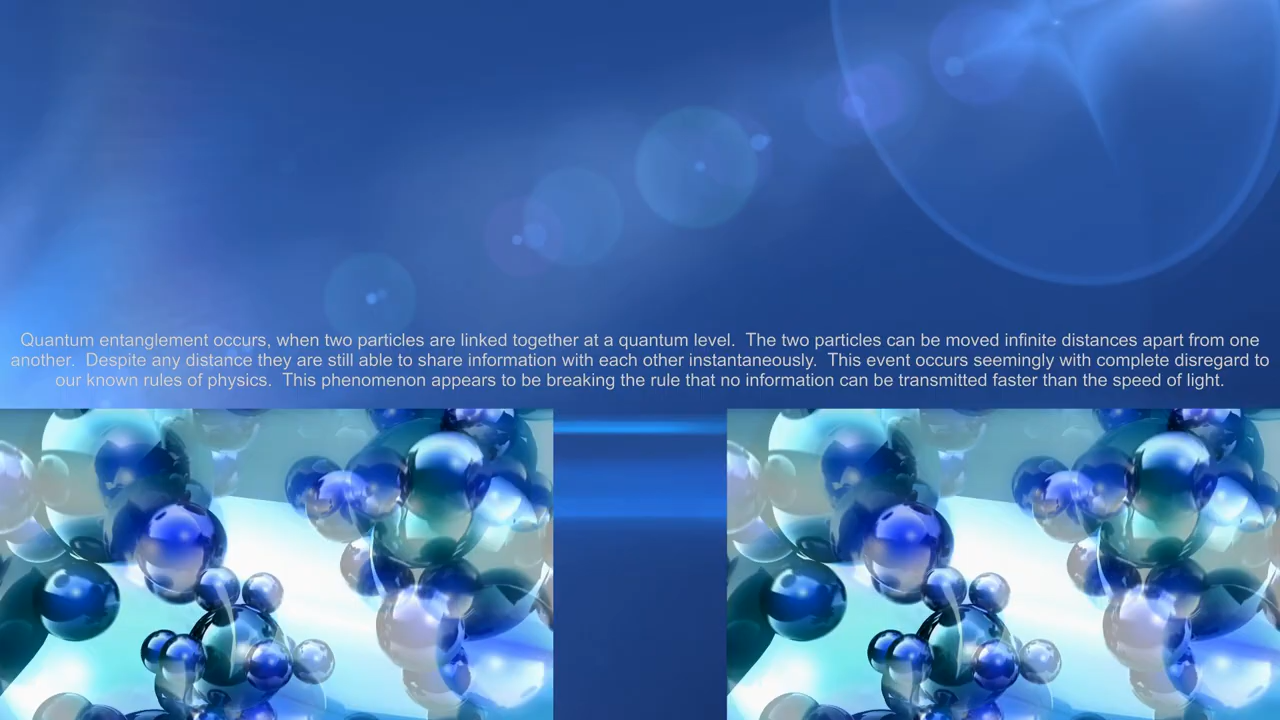 Quantum entanglement occurs, when two particles are linked together at a quantum level.  The two particles can be moved infinite distances apart from one
another.  Despite any distance they are still able to share information with each other instantaneously.  This event occurs seemingly with complete disregard to
our known rules of physics.  This phenomenon appears to be breaking the rule that no information can be transmitted faster than the speed of light.